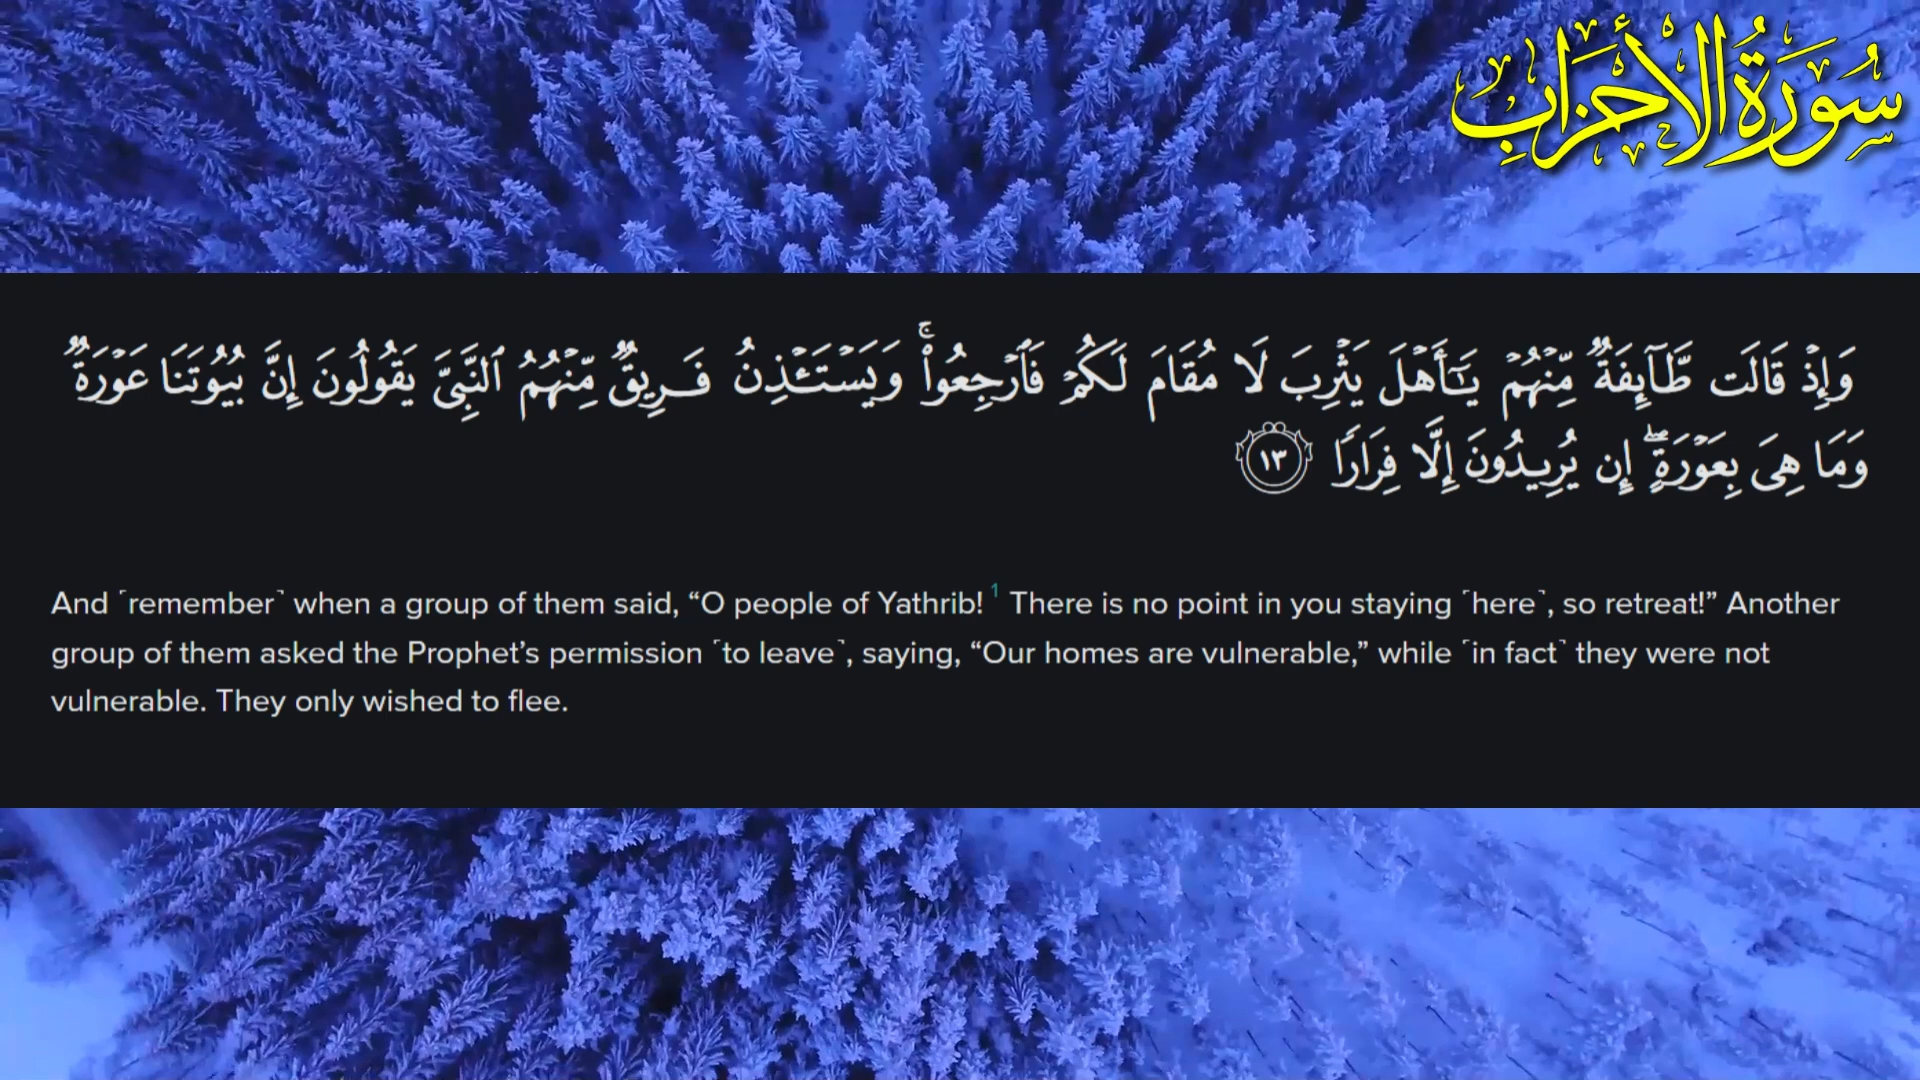 سُورَةُ الْأَحْزَابِ
وَإِذْ قَالَت طَّآئِفَةٌ مِّنْهُمْ يَـٰٓأَهْلَ يَثْرِبَ لَا مُقَامَ لَكُمْ فَٱرْجِعُوا۟ ۚ وَيَسْتَـْٔذِنُ فَرِيقٌ مِّنْهُمُ ٱلنَّبِىَّ يَقُولُونَ إِنَّ بُيُوتَنَا عَوْرَةٌ
وَمَا هِىَ بِعَوْرَةٍ ۖ إِن يُرِيدُونَ إِلَّا فِرَارًا ١٣
And ˹remember˺ when a group of them said, “O people of Yathrib! 1 There is no point in you staying ˹here˺, so retreat!” Another
group of them asked the Prophet’s permission ˹to leave˺, saying, “Our homes are vulnerable,” while ˹in fact˺ they were not
vulnerable. They only wished to flee.